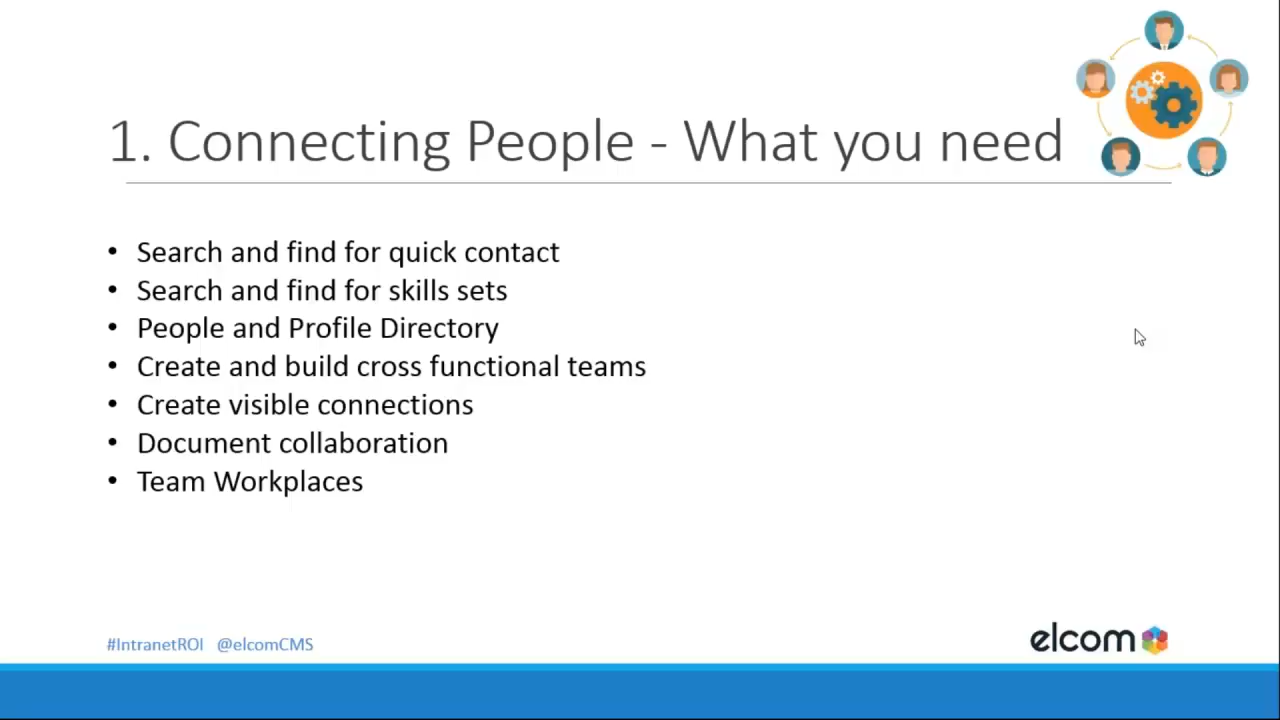 1. Connecting People - What you need
• Search and find for quick contact
• Search and find for skills sets
• People and Profile Directory
• Create and build cross functional teams
• Create visible connections
• Document collaboration
• Team Workplaces
#IntranetROI @elcomCMS
elcom